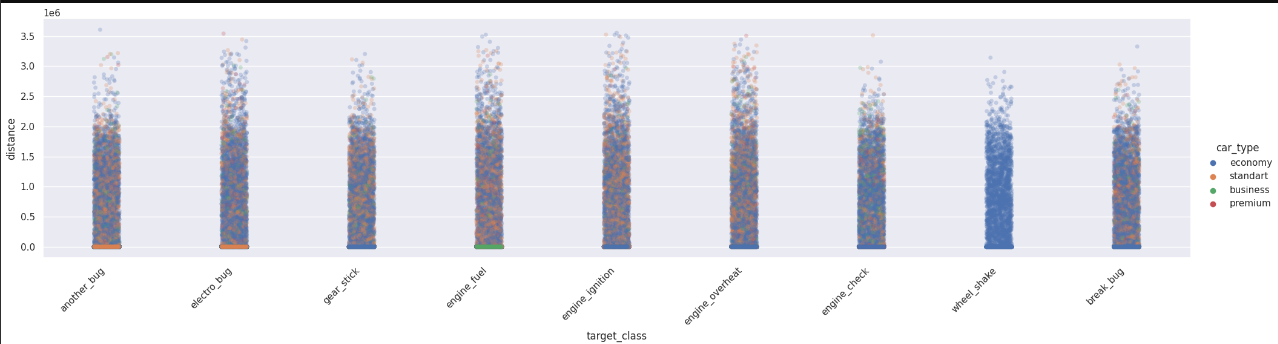 1e6
3.5
3.0
2.5
2.0
1.5
1.0
0.5
0.0
distance
another_bug
electro_bug
gear_stick
engine_fuel
engine_ignition
engine_overheat
engine_check
wheel_shake
break_bug
target_class
car_type
economy
standart
business
premium